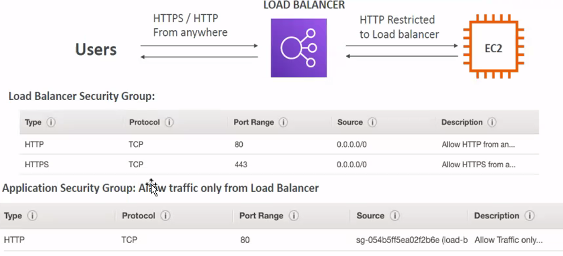 LOAD BALANCER
HTTPS / HTTP
From anywhere
HTTP Restricted
to Load balancer
Users
EC2
Load Balancer Security Group:
Type Protocol Port Range Source Description
HTTP TCP 80 0.0.0.0/0 Allow HTTP from an...
HTTPS TCP 443 0.0.0.0/0 Allow HTTPS from a...
Application Security Group: Allow traffic only from Load Balancer
Type Protocol Port Range Source Description
HTTP TCP 80 sg-054b5ff5ea02f2b6e (load-b Allow Traffic only...